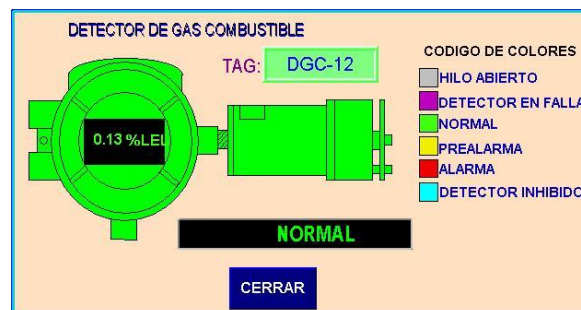 DETECTOR DE GAS COMBUSTIBLE
TAG: DGC-12
0.13 %LEL
NORMAL
CERRAR
CODIGO DE COLORES
HILO ABIERTO
DETECTOR EN FALLA
NORMAL
PREALARMA
ALARMA
DETECTOR INHIBIDO